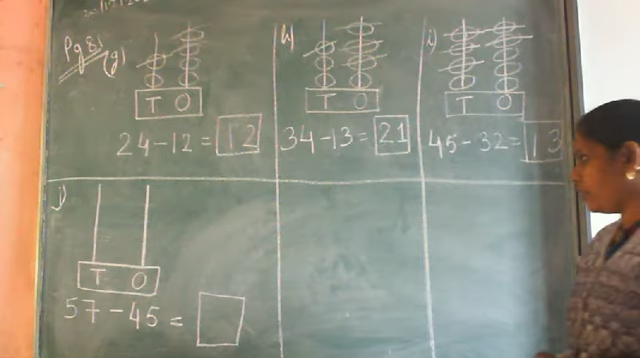 Pg 81
(g)
T O
24-12=12
h)
T O
34-13=21
i)
T O
45-32=13
j)
T O
57-45=